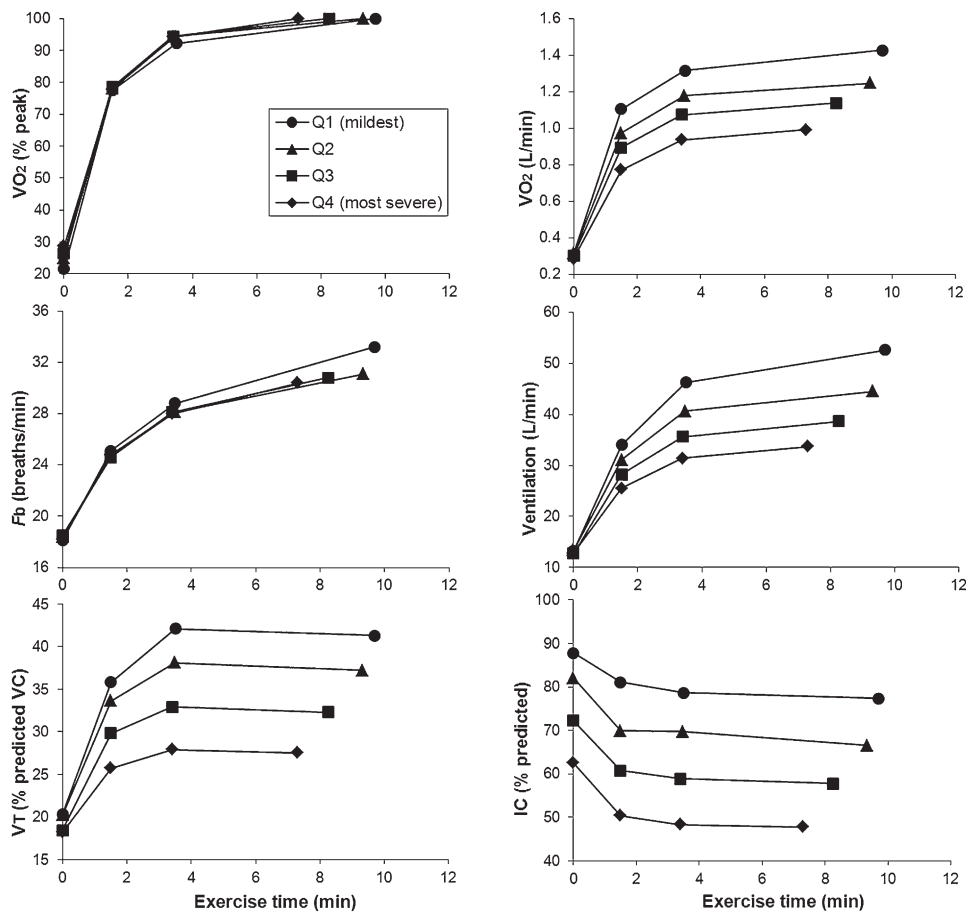 VO2 (% peak)
100
90
80
70
60
50
40
30
20
0 2 4 6 8 10 12
Q1 (mildest)
Q2
Q3
Q4 (most severe)
VO2 (L/min)
1.6
1.4
1.2
1.0
0.8
0.6
0.4
0.2
0 2 4 6 8 10 12
Fb (breaths/min)
36
32
28
24
20
16
0 2 4 6 8 10 12
Ventilation (L/min)
60
50
40
30
20
10
0 2 4 6 8 10 12
VT (% predicted VC)
45
40
35
30
25
20
15
0 2 4 6 8 10 12
Exercise time (min)
IC (% predicted)
100
90
80
70
60
50
40
0 2 4 6 8 10 12
Exercise time (min)